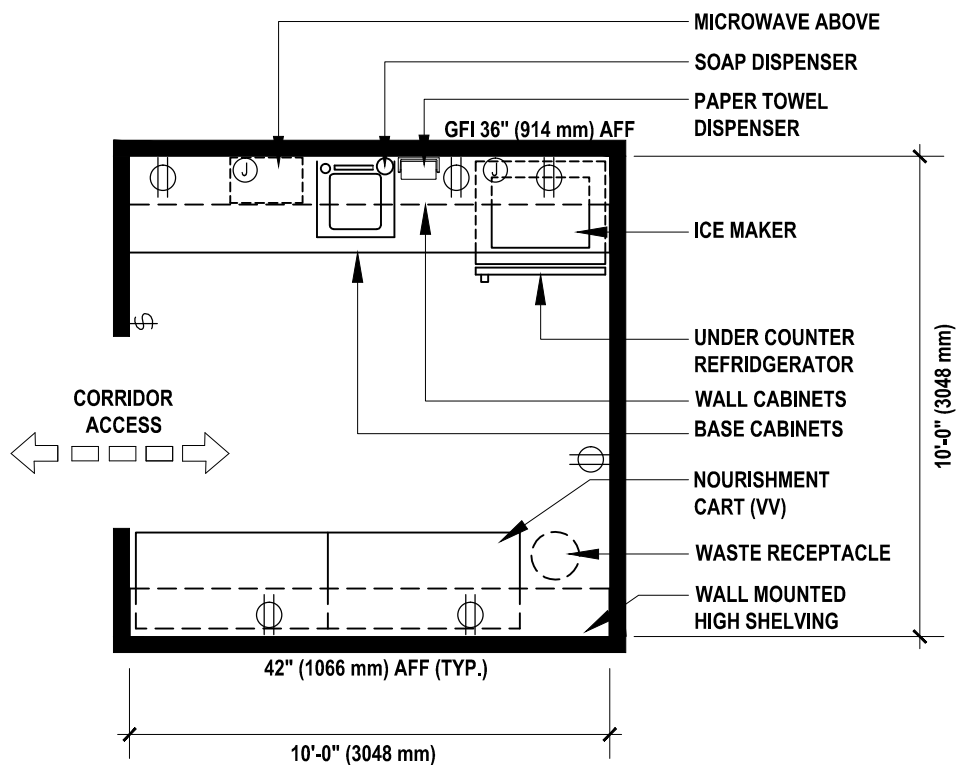 MICROWAVE ABOVE
SOAP DISPENSER
PAPER TOWEL
DISPENSER
GFI 36" (914 mm) AFF
J
J
ICE MAKER
UNDER COUNTER
REFRIDGERATOR
WALL CABINETS
BASE CABINETS
CORRIDOR
ACCESS
NOURISHMENT
CART (VV)
WASTE RECEPTACLE
WALL MOUNTED
HIGH SHELVING
10'-0" (3048 mm)
42" (1066 mm) AFF (TYP.)
10'-0" (3048 mm)